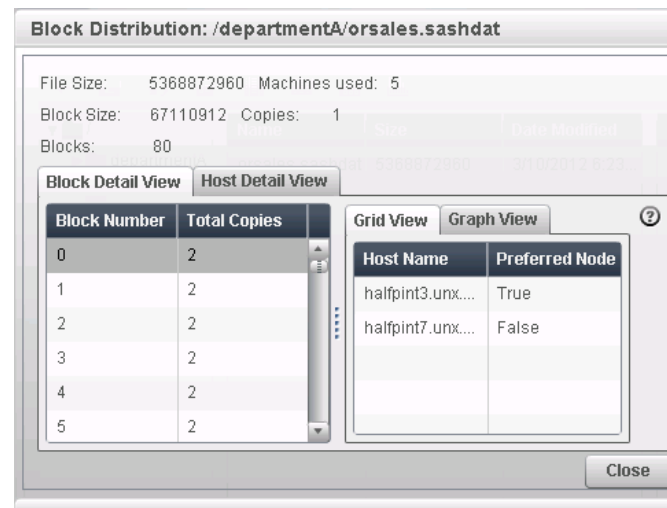 Block Distribution: /departmentA/orsales.sashdat
File Size: 5368872960 Machines used: 5
Block Size: 67110912 Copies: 1
Blocks: 80
Block Detail View Host Detail View
Block Number Total Copies
0 2
1 2
2 2
3 2
4 2
5 2
Grid View Graph View
Host Name Preferred Node
halfpint3.unx.... True
halfpint7.unx.... False
Close